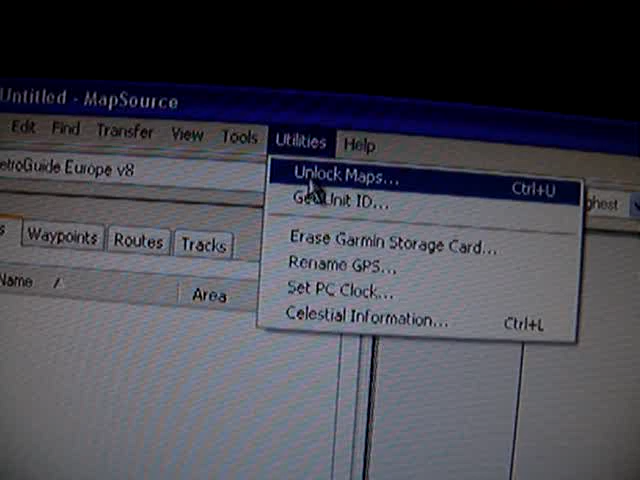 Untitled - MapSource
Edit Find Transfer View Tools Utilities Help
etroGuide Europe v8
Unlock Maps... Ctrl+U
Get Unit ID...
ghest
Erase Garmin Storage Card...
Rename GPS...
Set PC Clock...
Celestial Information... Ctrl+L
s Waypoints Routes Tracks
Name / Area